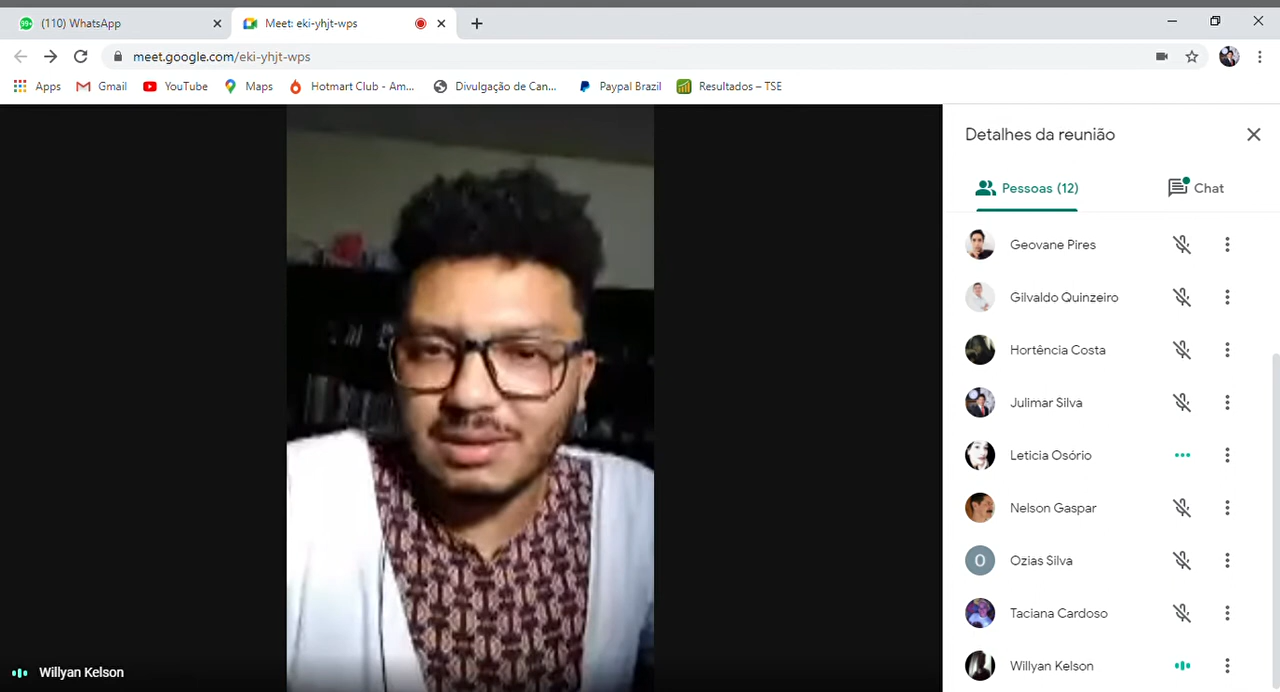 99+ (110) WhatsApp
Meet: eki-yhjt-wps
meet.google.com/eki-yhjt-wps
Apps Gmail YouTube Maps Hotmart Club - Am... Divulgação de Can... Paypal Brazil Resultados – TSE
Detalhes da reunião
Pessoas (12) Chat
Geovane Pires
Gilvaldo Quinzeiro
Hortência Costa
Julimar Silva
Leticia Osório
Nelson Gaspar
O Ozias Silva
Taciana Cardoso
Willyan Kelson
Willyan Kelson